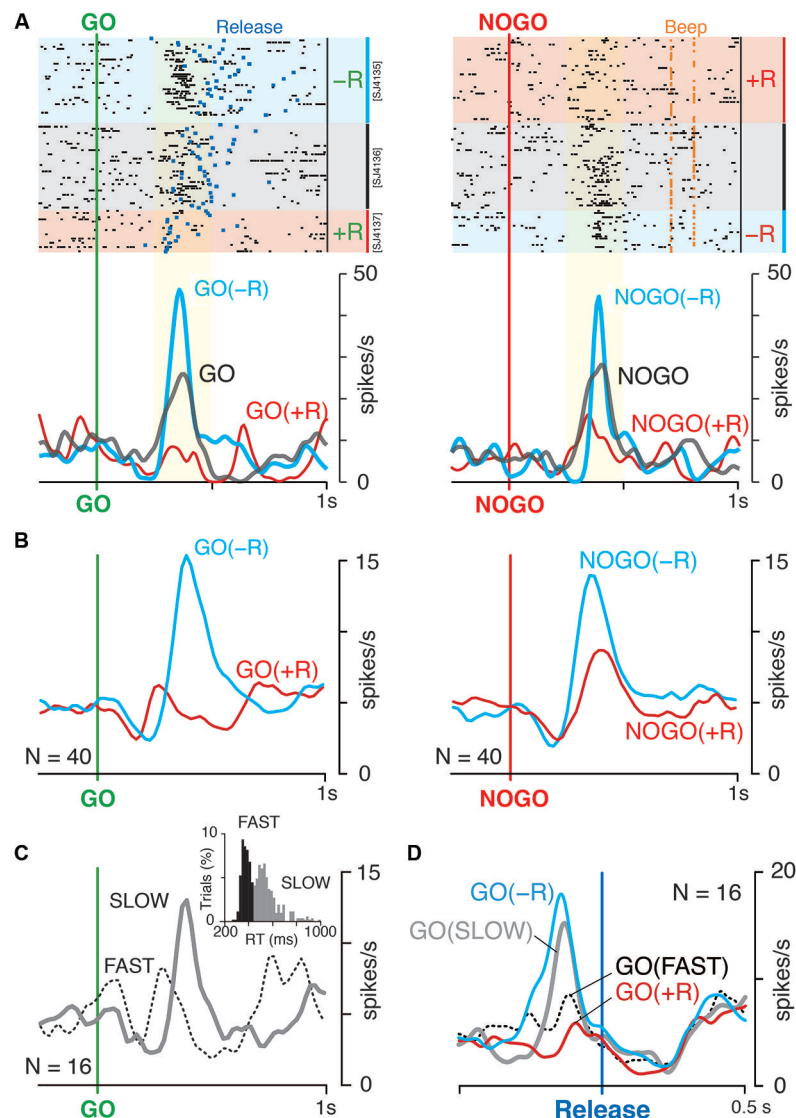 A
GO
Release
−R
[SJ4135]
[SJ4136]
+R
[SJ4137]
50
GO(−R)
GO
GO(+R)
spikes/s
0
GO
1s
NOGO
Beep
+R
−R
50
NOGO(−R)
NOGO
NOGO(+R)
spikes/s
0
NOGO
1s
B
15
GO(−R)
GO(+R)
spikes/s
N = 40
0
GO
1s
15
NOGO(−R)
NOGO(+R)
spikes/s
N = 40
0
NOGO
1s
C
FAST
10
Trials (%)
SLOW
0
200
RT (ms)
1000
15
SLOW
FAST
spikes/s
N = 16
0
GO
1s
D
20
GO(−R)
N = 16
GO(SLOW)
GO(FAST)
GO(+R)
spikes/s
0
Release
0.5 s